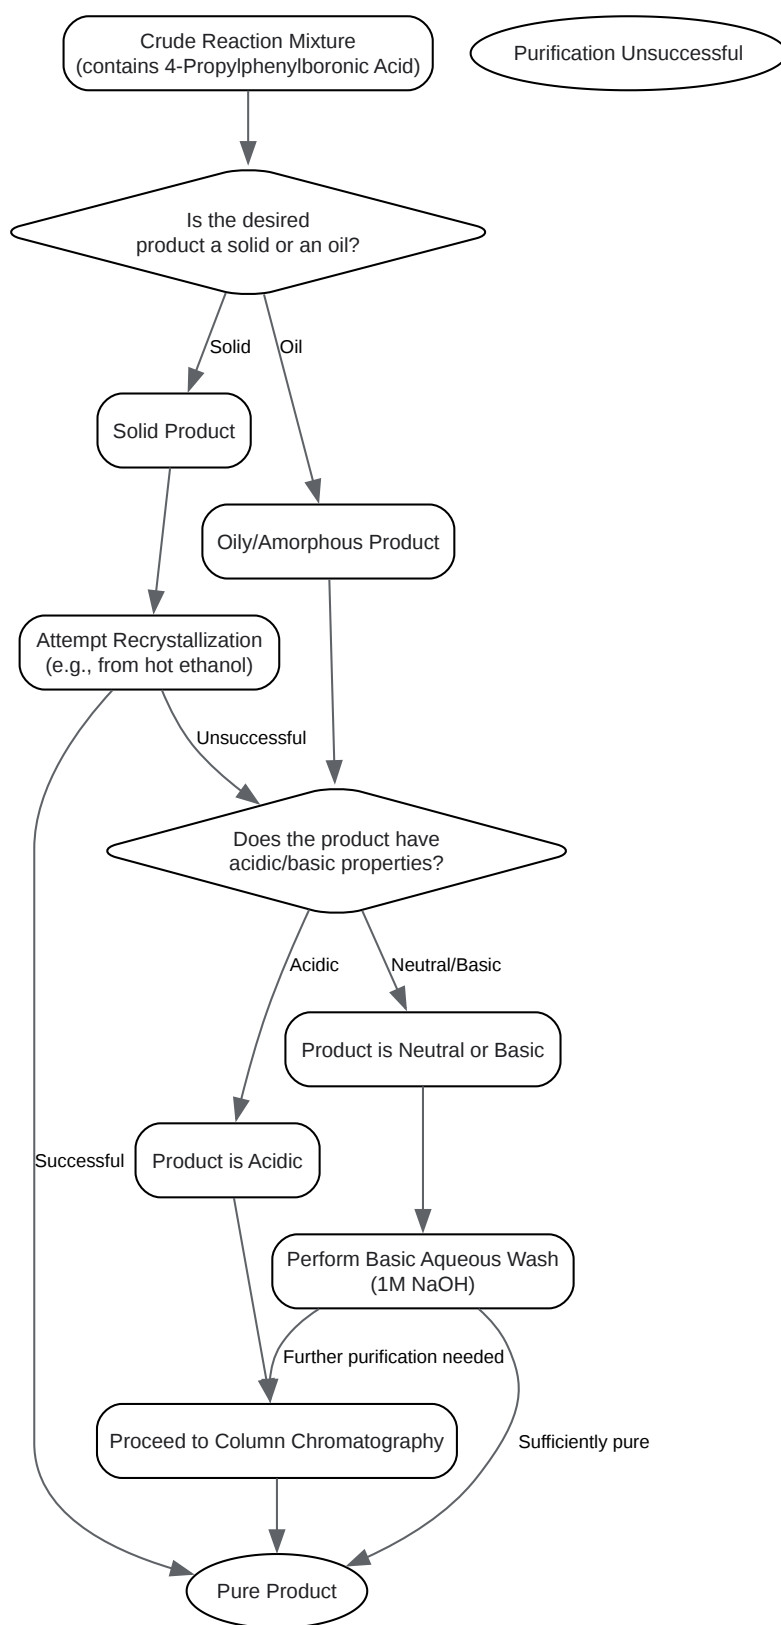 Crude Reaction Mixture
(contains 4-Propylphenylboronic Acid)
Purification Unsuccessful
Is the desired
product a solid or an oil?
Solid
Oil
Solid Product
Oily/Amorphous Product
Attempt Recrystallization
(e.g., from hot ethanol)
Unsuccessful
Does the product have
acidic/basic properties?
Acidic
Neutral/Basic
Product is Neutral or Basic
Successful
Product is Acidic
Perform Basic Aqueous Wash
(1M NaOH)
Further purification needed
Proceed to Column Chromatography
Sufficiently pure
Pure Product